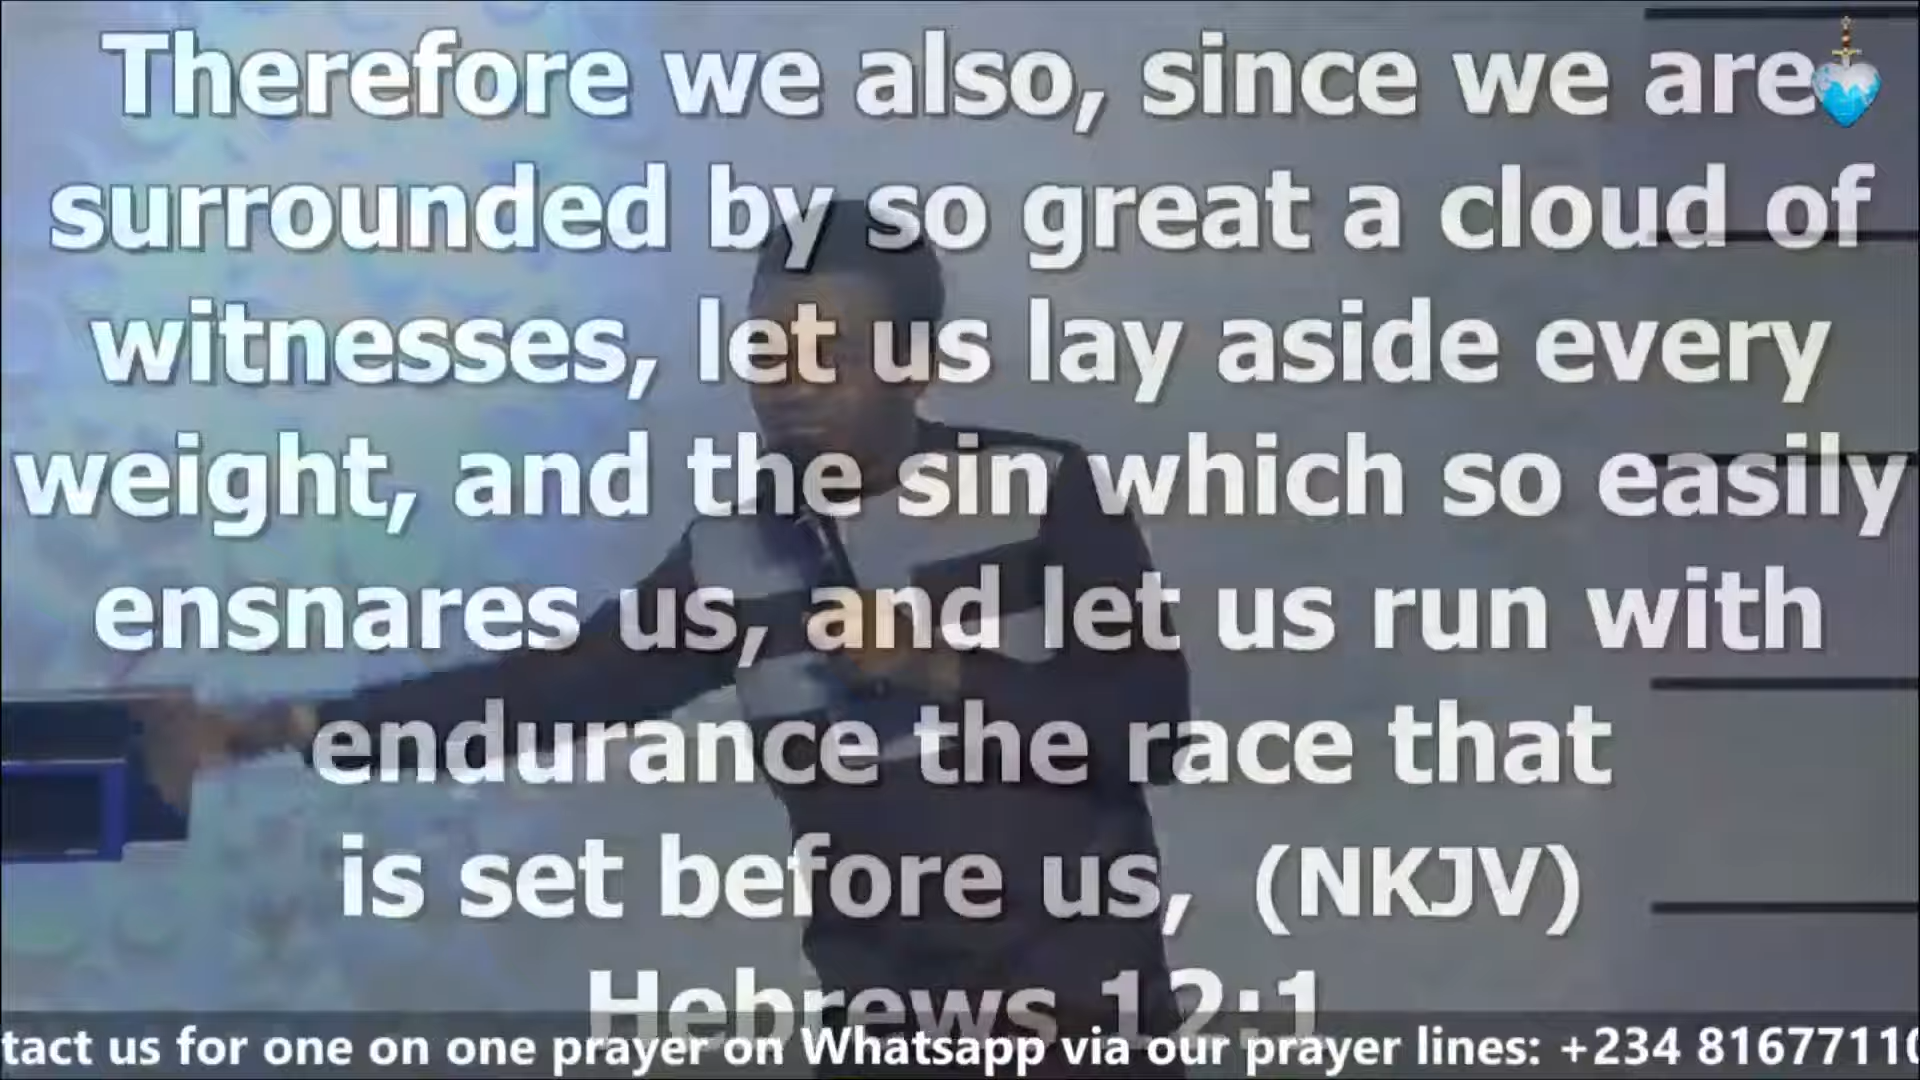 Therefore we also, since we are
surrounded by so great a cloud of
witnesses, let us lay aside every
weight, and the sin which so easily
ensnares us, and let us run with
endurance the race that
is set before us, (NKJV)
Hebrews 12:1
tact us for one on one prayer on Whatsapp via our prayer lines: +234 81677110